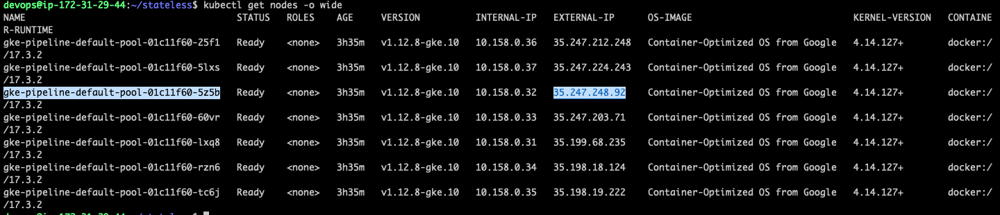 devops@ip-172-31-29-44:~/stateless$ kubectl get nodes -o wide
NAME STATUS ROLES AGE VERSION INTERNAL-IP EXTERNAL-IP OS-IMAGE KERNEL-VERSION CONTAINE
R-RUNTIME
gke-pipeline-default-pool-01c11f60-25f1 Ready <none> 3h35m v1.12.8-gke.10 10.158.0.36 35.247.212.248 Container-Optimized OS from Google 4.14.127+ docker:/
/17.3.2
gke-pipeline-default-pool-01c11f60-5lxs Ready <none> 3h35m v1.12.8-gke.10 10.158.0.37 35.247.224.243 Container-Optimized OS from Google 4.14.127+ docker:/
/17.3.2
gke-pipeline-default-pool-01c11f60-5z5b Ready <none> 3h35m v1.12.8-gke.10 10.158.0.32 35.247.248.92 Container-Optimized OS from Google 4.14.127+ docker:/
/17.3.2
gke-pipeline-default-pool-01c11f60-60vr Ready <none> 3h35m v1.12.8-gke.10 10.158.0.33 35.247.203.71 Container-Optimized OS from Google 4.14.127+ docker:/
/17.3.2
gke-pipeline-default-pool-01c11f60-lxq8 Ready <none> 3h35m v1.12.8-gke.10 10.158.0.31 35.199.68.235 Container-Optimized OS from Google 4.14.127+ docker:/
/17.3.2
gke-pipeline-default-pool-01c11f60-rzn6 Ready <none> 3h35m v1.12.8-gke.10 10.158.0.34 35.198.18.124 Container-Optimized OS from Google 4.14.127+ docker:/
/17.3.2
gke-pipeline-default-pool-01c11f60-tc6j Ready <none> 3h35m v1.12.8-gke.10 10.158.0.35 35.198.19.222 Container-Optimized OS from Google 4.14.127+ docker:/
/17.3.2
devops@ip-172-31-29-44:~/stateless$